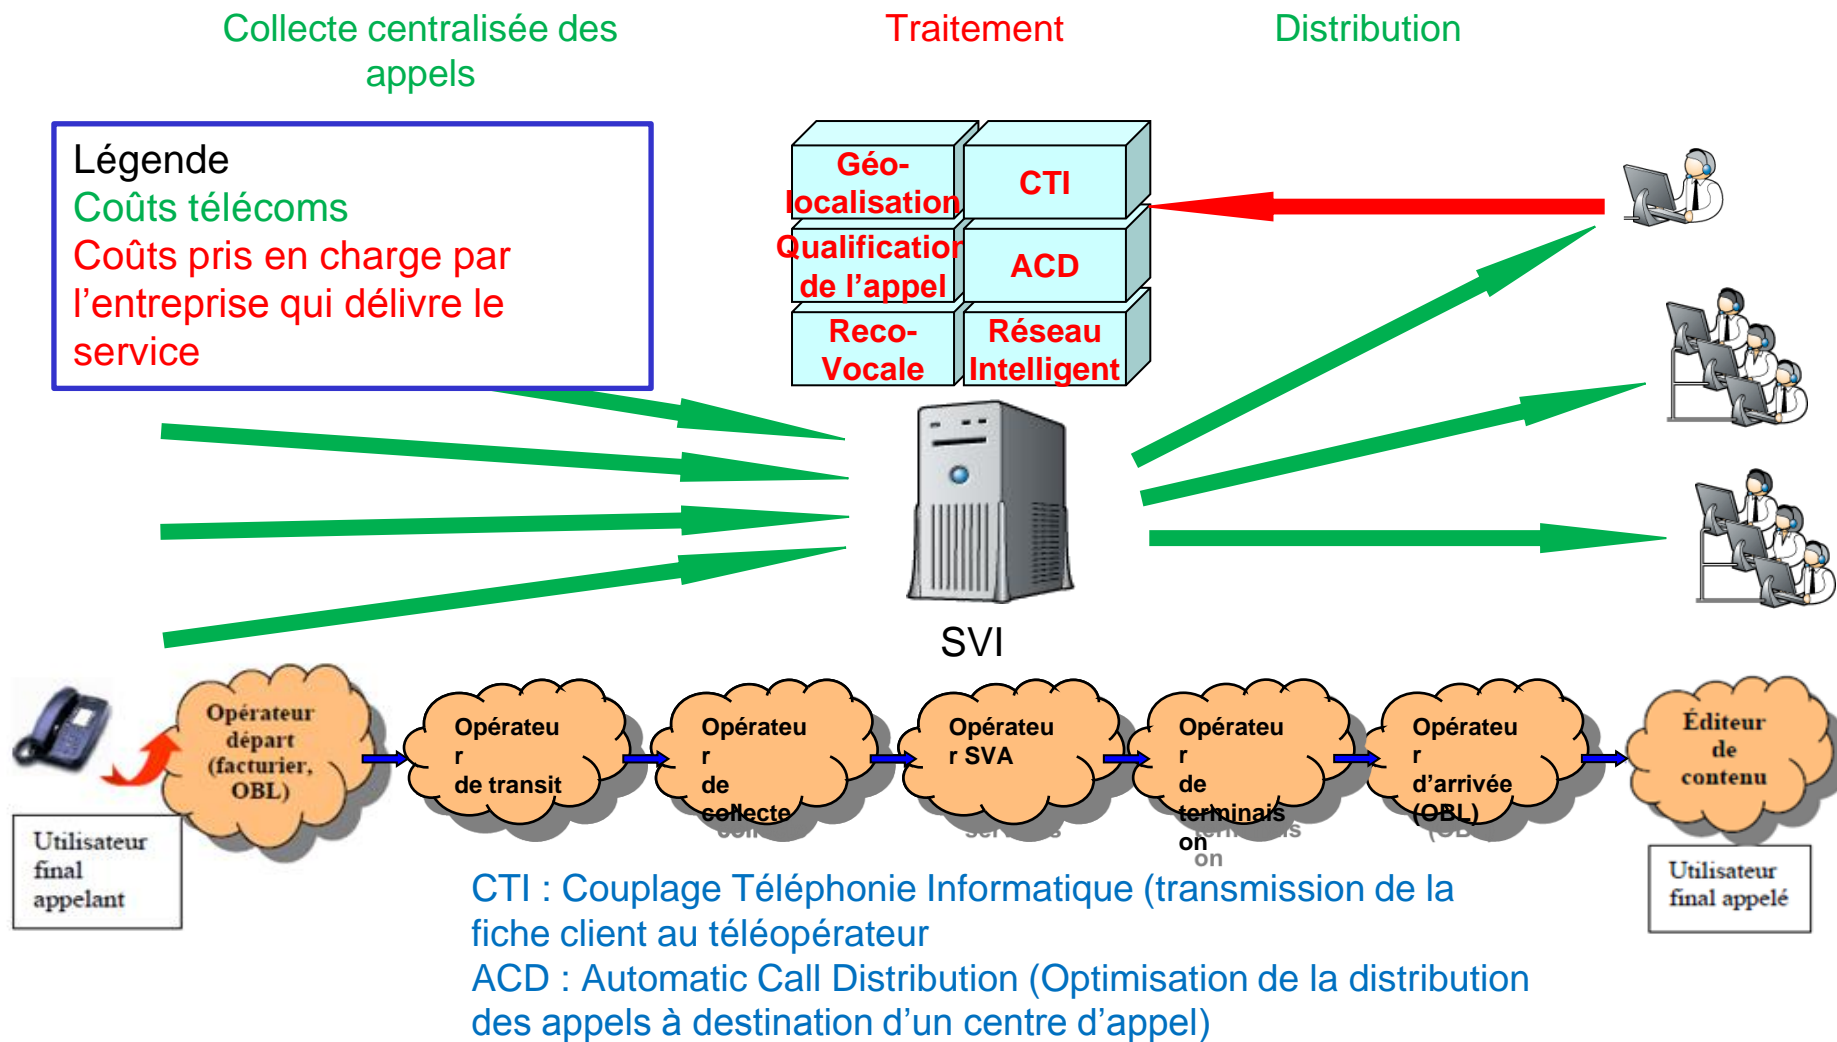 Collecte centralisée des
appels
Traitement
Distribution
Légende
Coûts télécoms
Coûts pris en charge par
l’entreprise qui délivre le
service
Géo-
localisation
CTI
Qualification
de l’appel
ACD
Reco-
Vocale
Réseau
Intelligent
SVI
Opérateur
départ
(facturier,
OBL)
Opérateu
r
de transit
Opérateu
r
de
collecte
Opérateu
r SVA
Opérateu
r
de
terminais
on
Opérateu
r
d’arrivée
(OBL)
Éditeur
de
contenu
Utilisateur
final
appelant
Utilisateur
final appelé
CTI : Couplage Téléphonie Informatique (transmission de la
fiche client au téléopérateur
ACD : Automatic Call Distribution (Optimisation de la distribution
des appels à destination d’un centre d’appel)